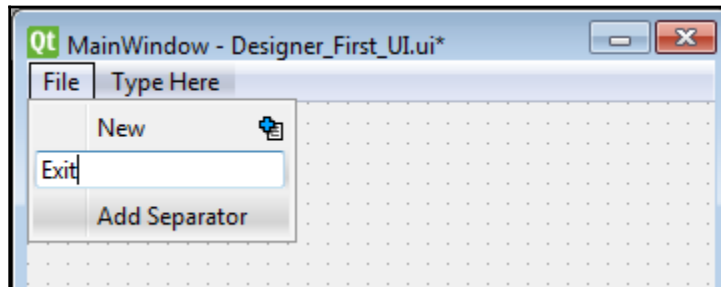 Qt MainWindow - Designer_First_UI.ui*
File Type Here
New
Exit
Add Separator